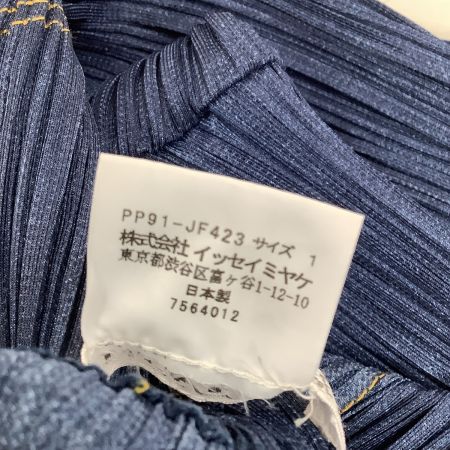 PP91-JF423 サイズ 1
株式会社 イッセイミヤケ
東京都渋谷区富ヶ谷1-12-10
日本製
7564012